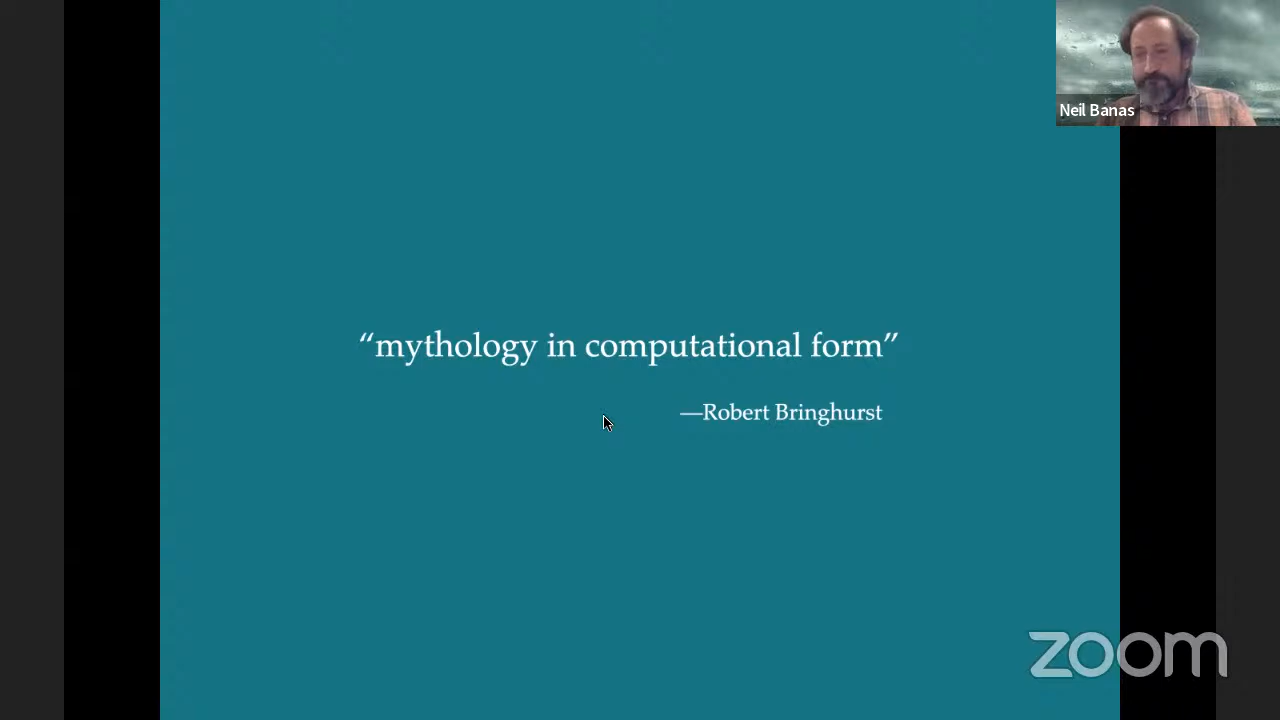 Neil Banas
“mythology in computational form”
—Robert Bringhurst
zoom